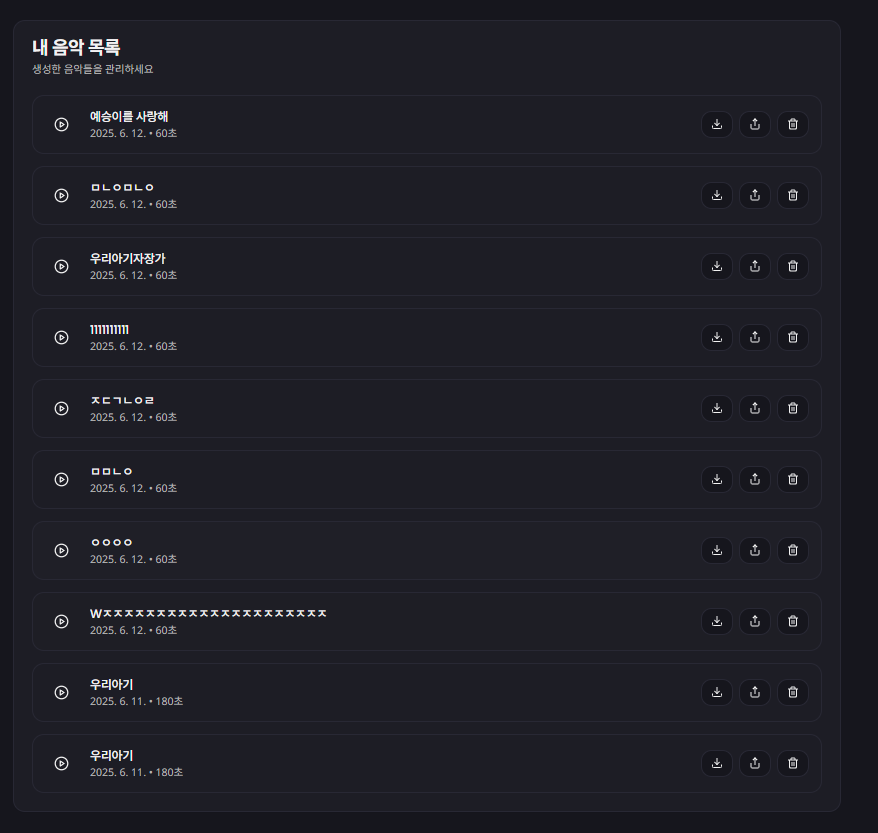 내 음악 목록
생성한 음악들을 관리하세요
예승이를 사랑해
2025. 6. 12. • 60초
ㅁㄴㅇㅁㄴㅇ
2025. 6. 12. • 60초
우리아기자장가
2025. 6. 12. • 60초
1111111111
2025. 6. 12. • 60초
ㅈㄷㄱㄴㅇㄹ
2025. 6. 12. • 60초
ㅁㅁㄴㅇ
2025. 6. 12. • 60초
ㅇㅇㅇㅇ
2025. 6. 12. • 60초
Wㅈㅈㅈㅈㅈㅈㅈㅈㅈㅈㅈㅈㅈㅈㅈㅈㅈㅈㅈㅈㅈ
2025. 6. 12. • 60초
우리아기
2025. 6. 11. • 180초
우리아기
2025. 6. 11. • 180초